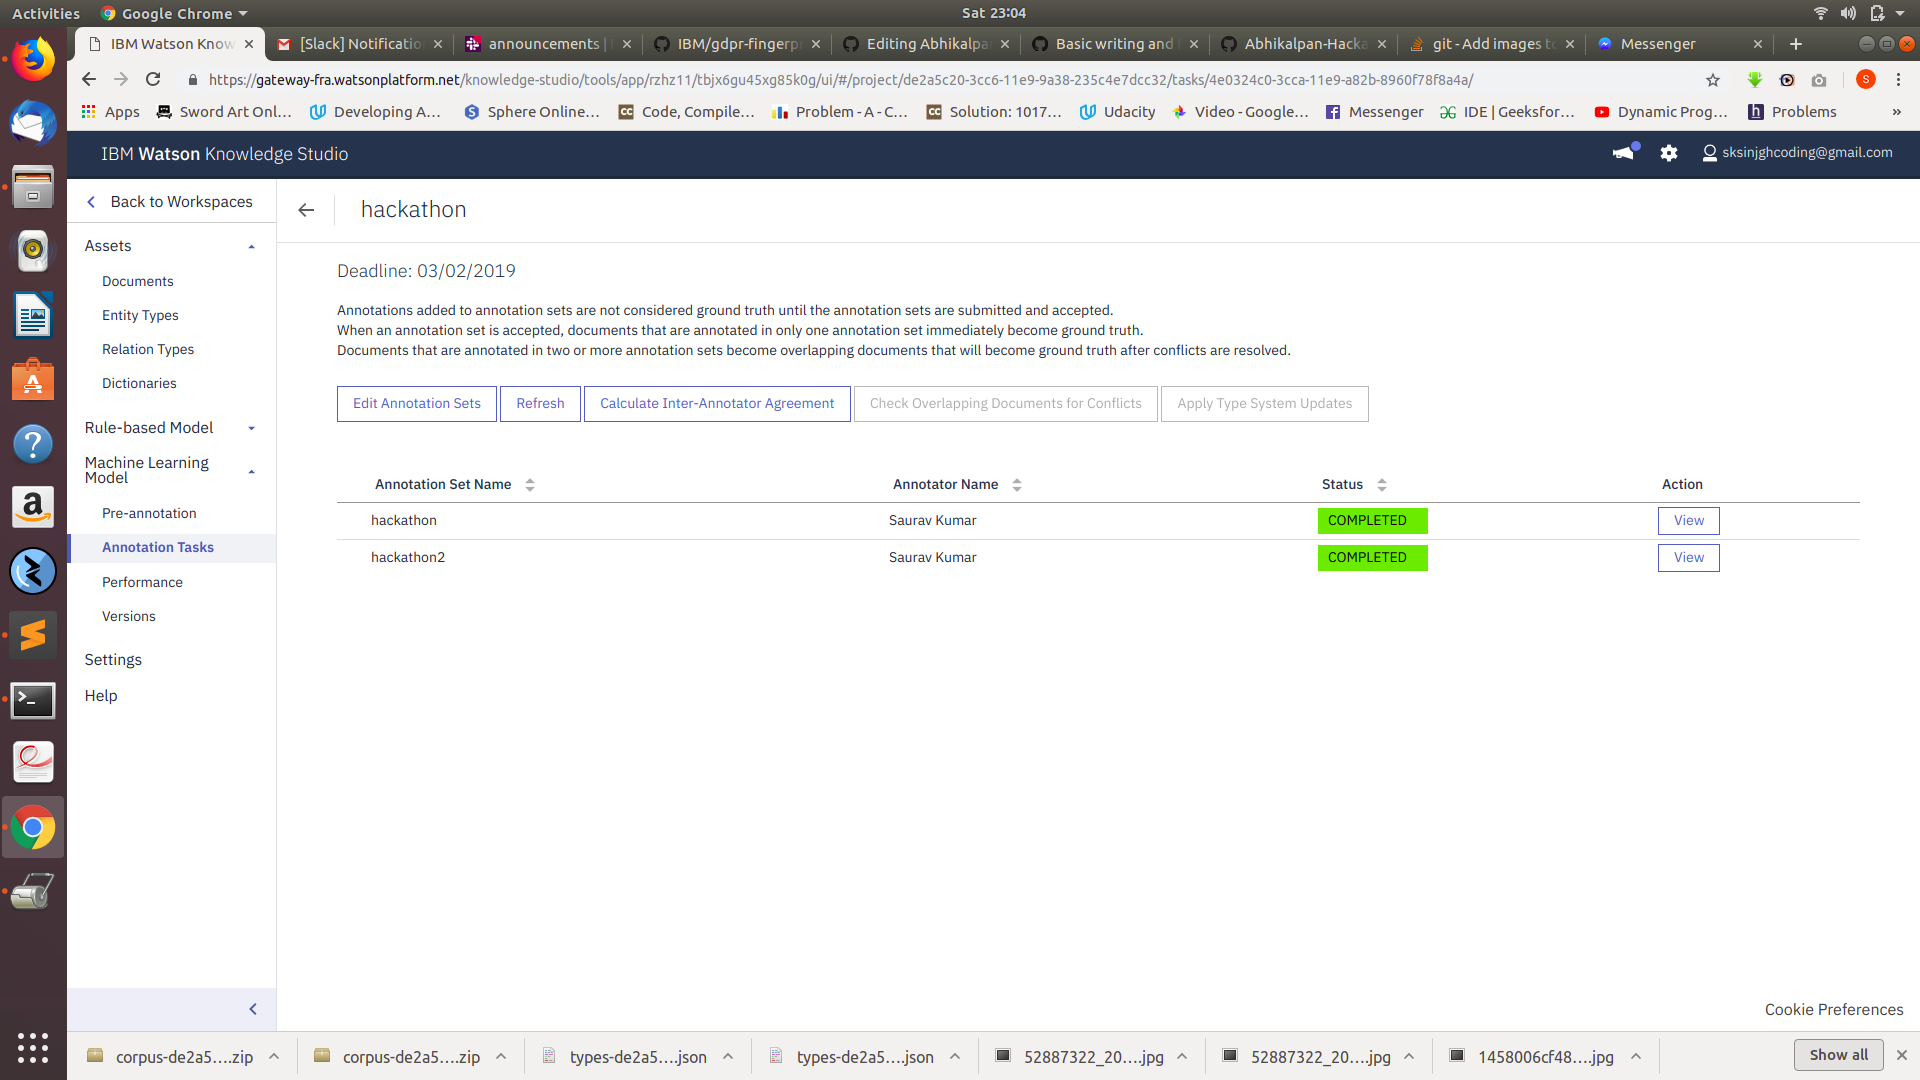 Activities Google Chrome Sat 23:04
IBM Watson Know [Slack] Notificatio announcements | IBM/gdpr-fingerp Editing Abhikalpa Basic writing and Abhikalpan-Hacka git - Add images to Messenger
https://gateway-fra.watsonplatform.net/knowledge-studio/tools/app/rzhz11/tbjx6gu45xg85k0g/ui/#/project/de2a5c20-3cc6-11e9-9a38-235c4e7dcc32/tasks/4e0324c0-3cca-11e9-a82b-8960f78f8a4a/ S
Apps Sword Art Onl... Developing A... Sphere Online... Code, Compile... Problem - A - C... Solution: 1017... Udacity Video - Google... Messenger IDE | Geeksfor... Dynamic Prog... Problems »
IBM Watson Knowledge Studio sksinjghcoding@gmail.com
Back to Workspaces
hackathon
Assets
Documents
Entity Types
Relation Types
Dictionaries
Rule-based Model
Machine Learning
Model
Pre-annotation
Annotation Tasks
Performance
Versions
Settings
Help
Deadline: 03/02/2019
Annotations added to annotation sets are not considered ground truth until the annotation sets are submitted and accepted.
When an annotation set is accepted, documents that are annotated in only one annotation set immediately become ground truth.
Documents that are annotated in two or more annotation sets become overlapping documents that will become ground truth after conflicts are resolved.
Edit Annotation Sets Refresh Calculate Inter-Annotator Agreement Check Overlapping Documents for Conflicts Apply Type System Updates
Annotation Set Name Annotator Name Status Action
hackathon Saurav Kumar COMPLETED View
hackathon2 Saurav Kumar COMPLETED View
Cookie Preferences
corpus-de2a5....zip corpus-de2a5....zip types-de2a5....json types-de2a5....json 52887322_20....jpg 52887322_20....jpg 1458006cf48....jpg Show all